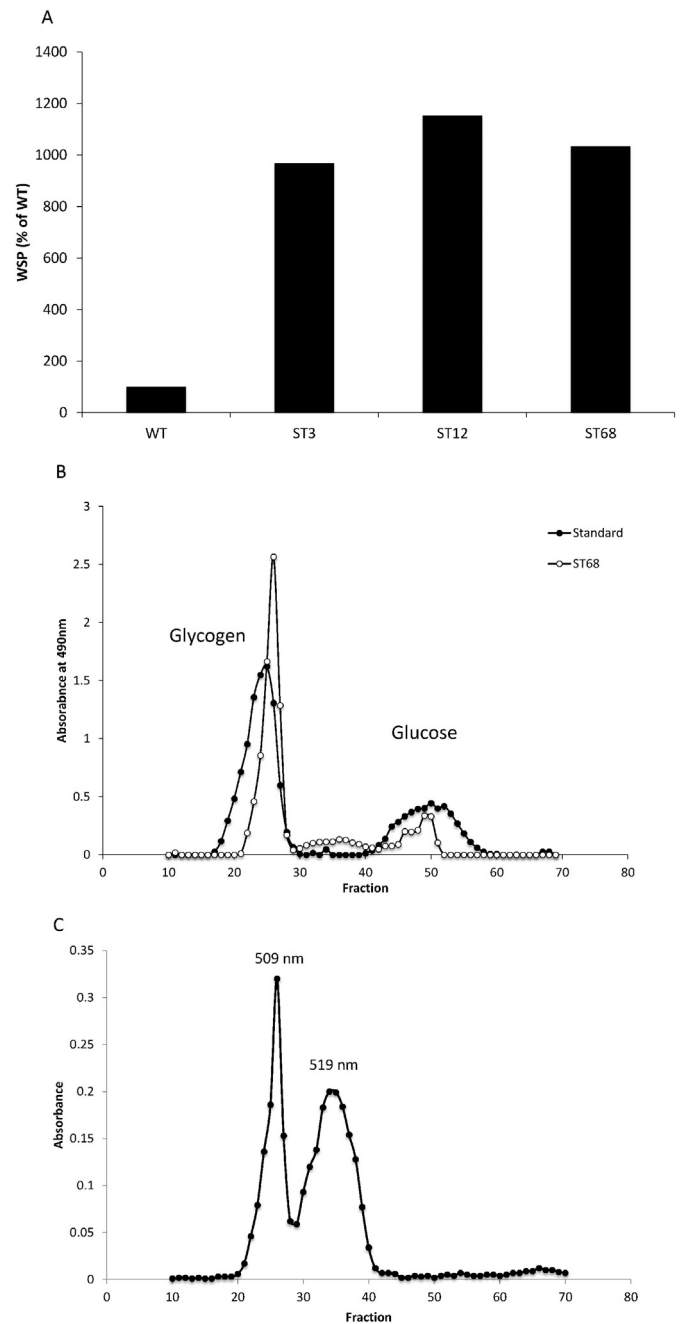 A
1400
1200
1000
800
600
400
200
0
WSP (% of WT)
WT ST3 ST12 ST68
B
3
2.5
2
1.5
1
0.5
0
Absorabnce at 490nm
Standard
ST68
Glycogen
Glucose
0 10 20 30 40 50 60 70 80
Fraction
C
0.35
0.3
0.25
0.2
0.15
0.1
0.05
0
Absorbance
509 nm
519 nm
0 10 20 30 40 50 60 70 80
Fraction